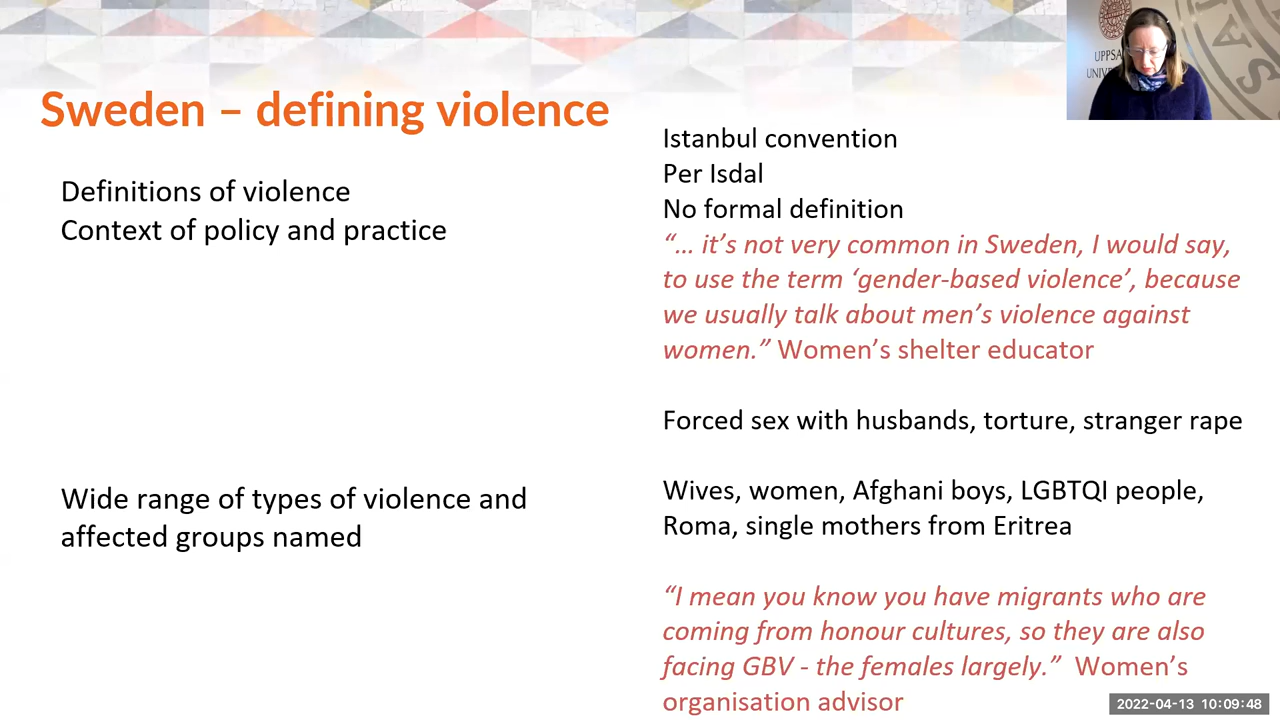 Sweden – defining violence
Definitions of violence
Context of policy and practice
Wide range of types of violence and
affected groups named
Istanbul convention
Per Isdal
No formal definition
“… it’s not very common in Sweden, I would say,
to use the term ‘gender-based violence’, because
we usually talk about men’s violence against
women.” Women’s shelter educator
Forced sex with husbands, torture, stranger rape
Wives, women, Afghani boys, LGBTQI people,
Roma, single mothers from Eritrea
“I mean you know you have migrants who are
coming from honour cultures, so they are also
facing GBV - the females largely.” Women’s
organisation advisor
2022-04-13 10:09:48